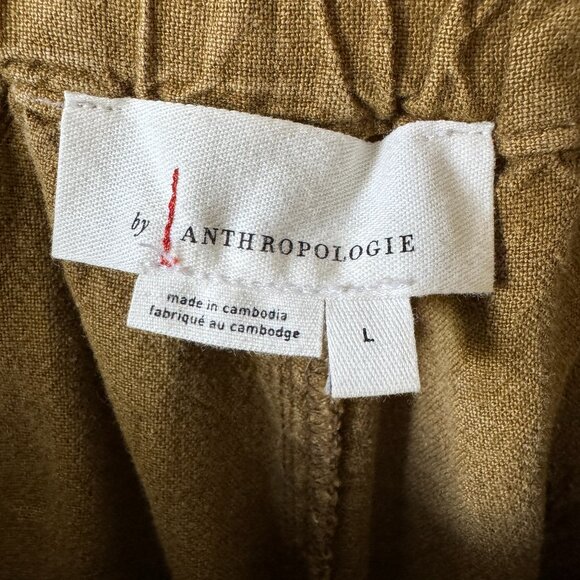 by ANTHROPOLOGIE
made in cambodia
fabriqué au cambodge
L